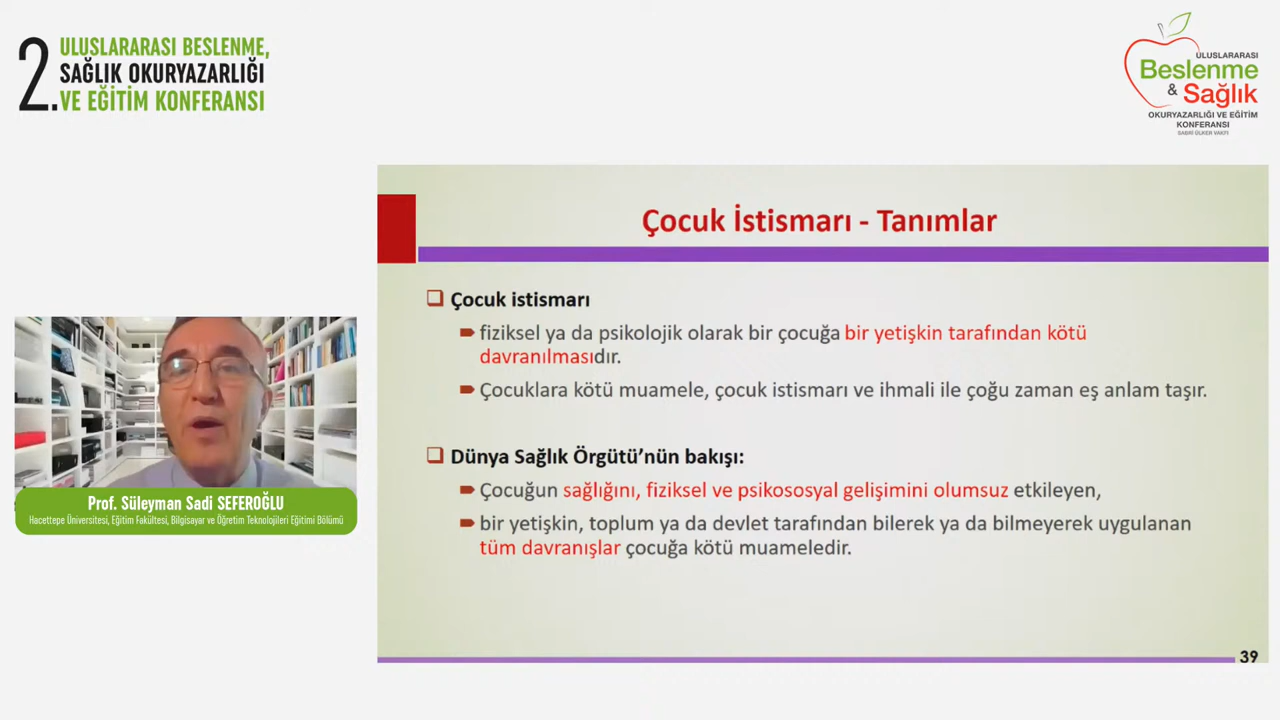 2.
ULUSLARARASI BESLENME,
SAĞLIK OKURYAZARLIĞI
VE EĞİTİM KONFERANSI
ULUSLARARASI
Beslenme
& Sağlık
OKURYAZARLIĞI VE EĞİTİM
KONFERANSI
SABRİ ÜLKER VAKFI
Çocuk İstismarı - Tanımlar
Çocuk istismarı
fiziksel ya da psikolojik olarak bir çocuğa bir yetişkin tarafından kötü
davranılmasıdır.
Çocuklara kötü muamele, çocuk istismarı ve ihmali ile çoğu zaman eş anlam taşır.
Dünya Sağlık Örgütü’nün bakışı:
Çocuğun sağlığını, fiziksel ve psikososyal gelişimini olumsuz etkileyen,
bir yetişkin, toplum ya da devlet tarafından bilerek ya da bilmeyerek uygulanan
tüm davranışlar çocuğa kötü muameledir.
39
Prof. Süleyman Sadi SEFEROĞLU
Hacettepe Üniversitesi, Eğitim Fakültesi, Bilgisayar ve Öğretim Teknolojileri Eğitimi Bölümü